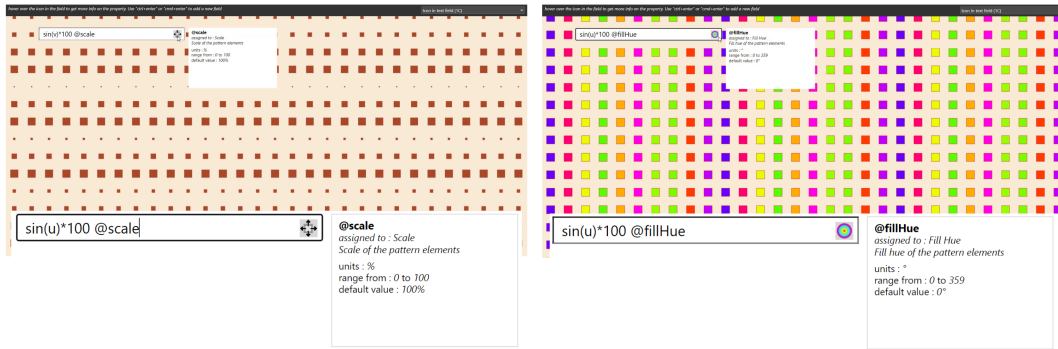 hover over the icon in the field to get more info on the property. Use "ctrl+enter" or "cmd+enter" to add a new field
Icon in text field (1C)
sin(v)*100 @scale
@scale
assigned to : Scale
Scale of the pattern elements
units : %
range from : 0 to 100
default value : 100%
sin(u)*100 @scale
@scale
assigned to : Scale
Scale of the pattern elements
units : %
range from : 0 to 100
default value : 100%
hover over the icon in the field to get more info on the property. Use "ctrl+enter" or "cmd+enter" to add a new field
Icon in text field (1C)
sin(v)*100 @fillHue
@fillHue
assigned to : Fill Hue
Fill hue of the pattern elements
units : °
range from : 0 to 359
default value : 0°
sin(u)*100 @fillHue
@fillHue
assigned to : Fill Hue
Fill hue of the pattern elements
units : °
range from : 0 to 359
default value : 0°